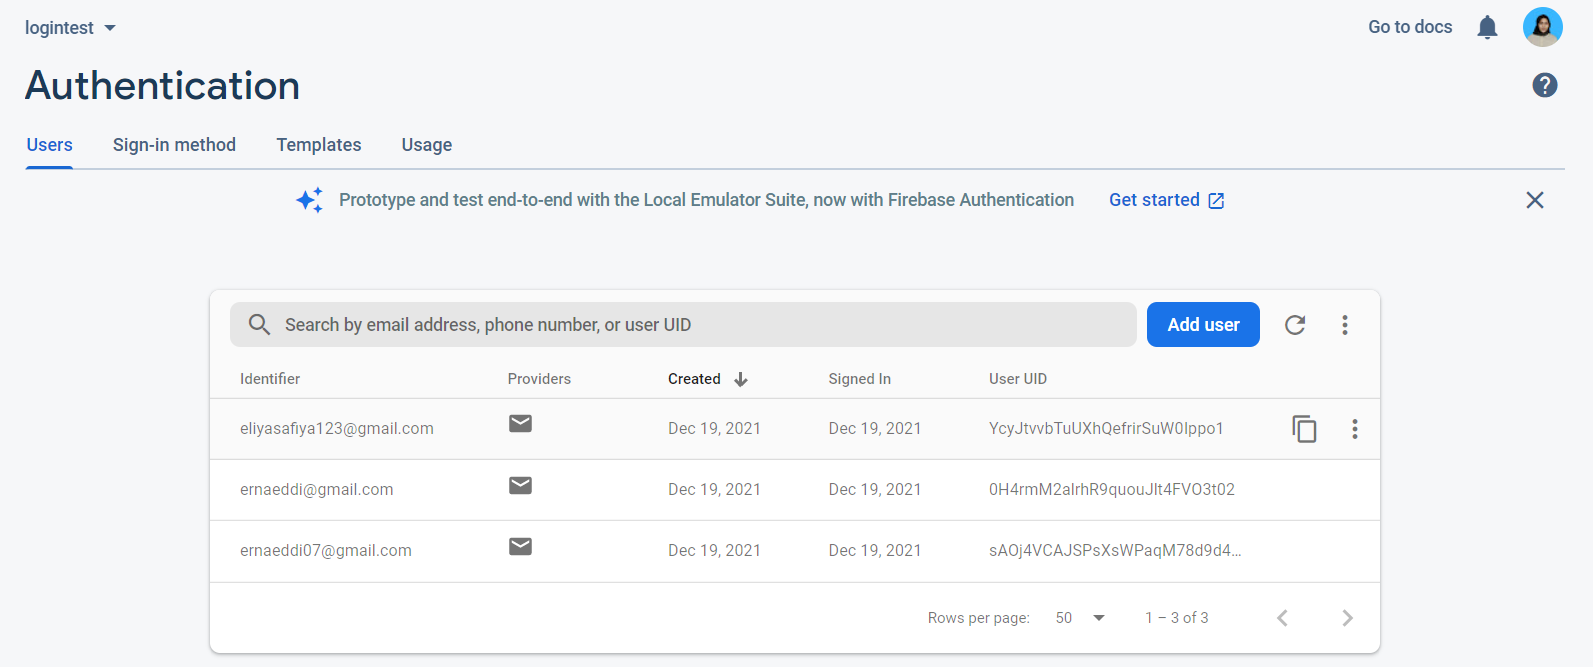 logintest
Go to docs
Authentication
Users Sign-in method Templates Usage
Prototype and test end-to-end with the Local Emulator Suite, now with Firebase Authentication Get started
Search by email address, phone number, or user UID Add user
Identifier Providers Created Signed In User UID
eliyasafiya123@gmail.com Dec 19, 2021 Dec 19, 2021 YcyJtvvbTuUXhQefrirSuW0Ippo1
ernaeddi@gmail.com Dec 19, 2021 Dec 19, 2021 0H4rmM2alrhR9quouJlt4FVO3t02
ernaeddi07@gmail.com Dec 19, 2021 Dec 19, 2021 sAOj4VCAJSPsXsWPaqM78d9d4...
Rows per page: 50 1 – 3 of 3